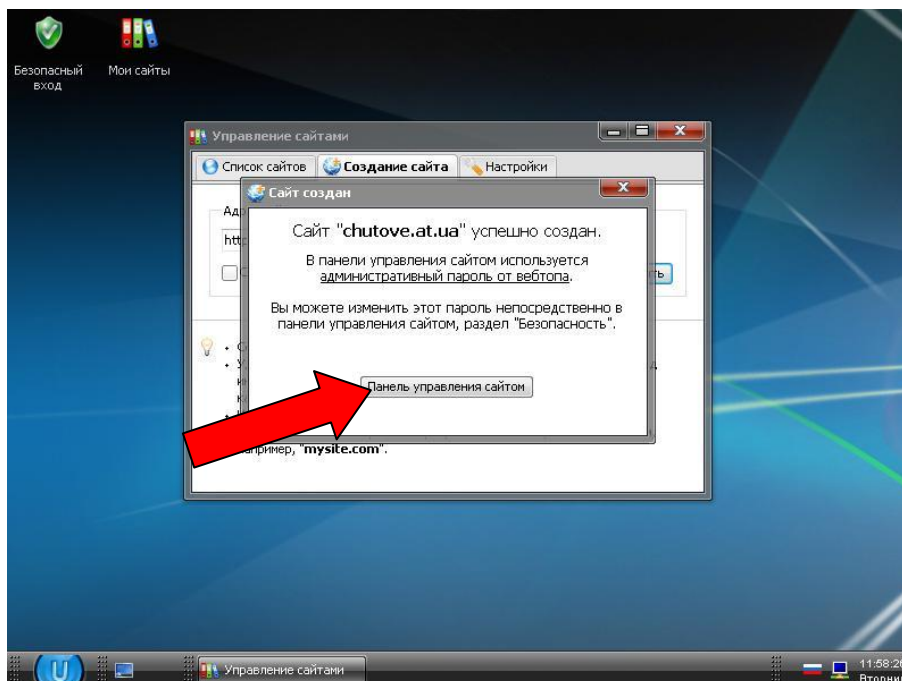 Безопасный
вход
Мои сайты
Управление сайтами
Список сайтов
Создание сайта
Настройки
Сайт создан
Сайт "chutove.at.ua" успешно создан.
В панели управления сайтом используется
административный пароль от вебтопа.
Вы можете изменить этот пароль непосредственно в
панели управления сайтом, раздел "Безопасность".
Панель управления сайтом
"mysite.com".
Управление сайтами
11:58:26